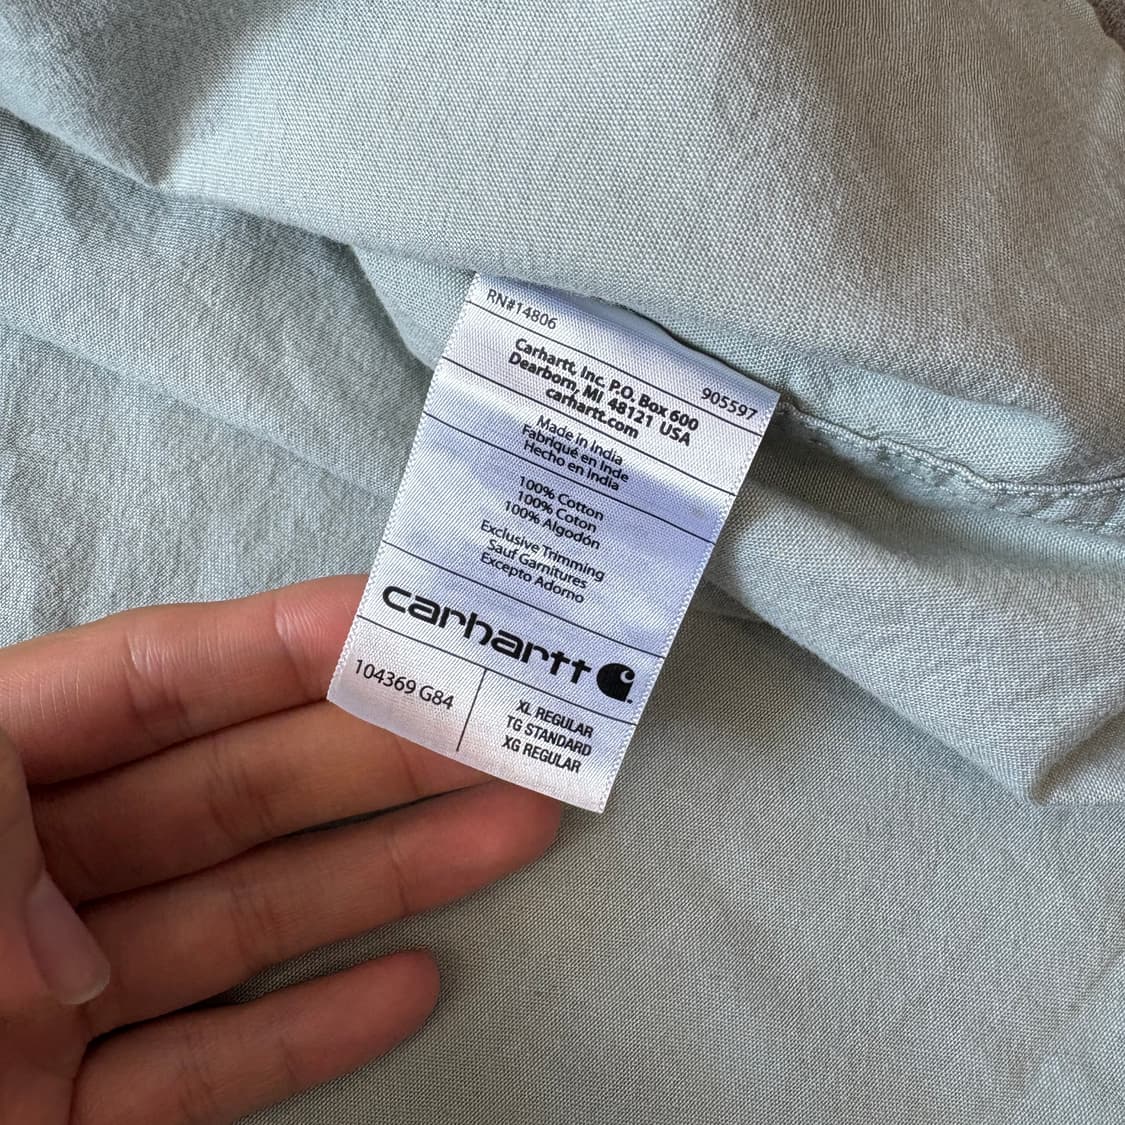 RN#14806
905597
Carhartt, Inc. P.O. Box 600
Dearborn, MI 48121 USA
carhartt.com
Made in India
Fabriqué en Inde
Hecho en India
100% Cotton
100% Coton
100% Algodón
Exclusive Trimming
Sauf Garnitures
Excepto Adorno
carhartt
104369 G84
XL REGULAR
TG STANDARD
XG REGULAR